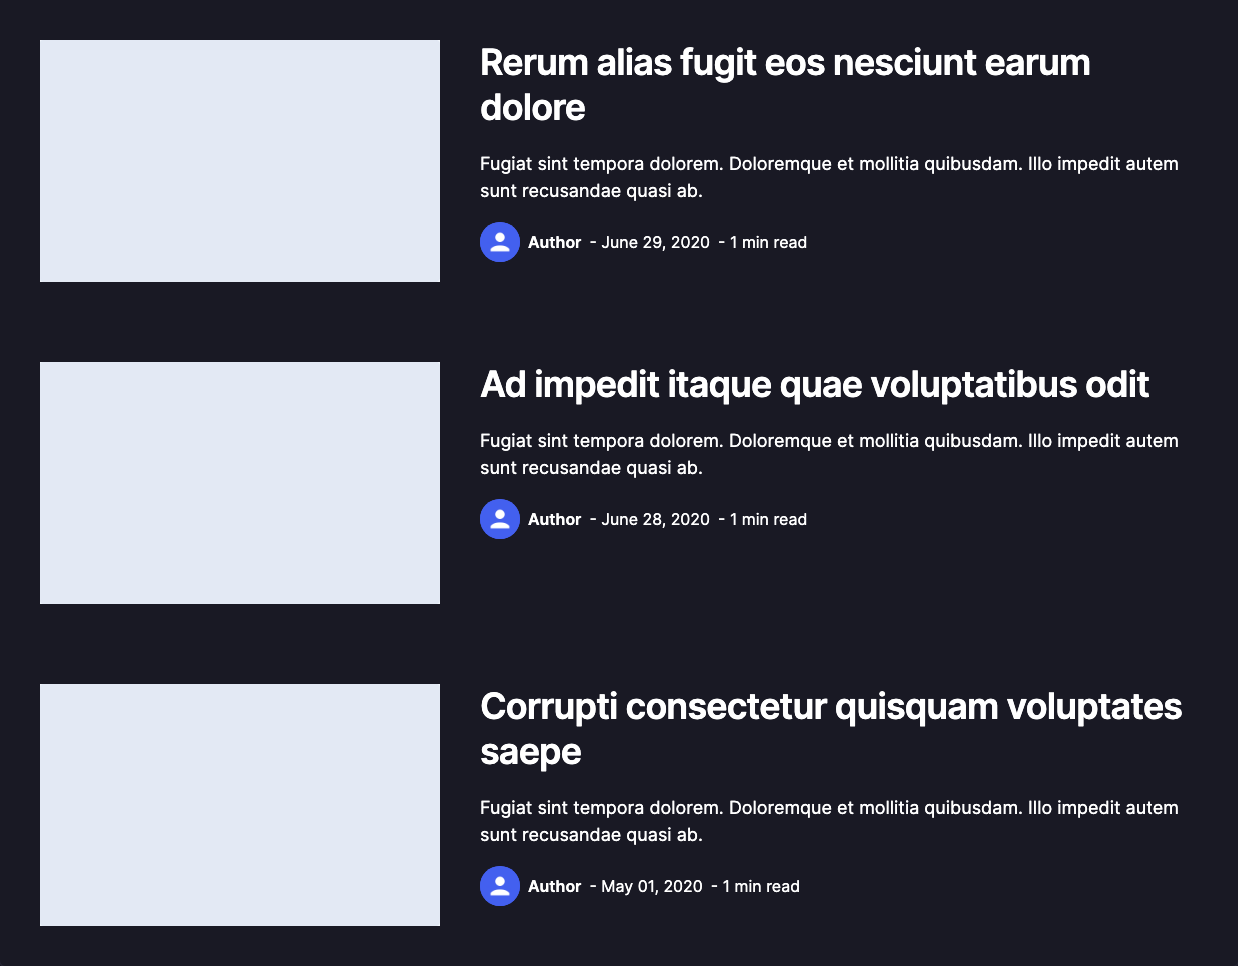 Rerum alias fugit eos nesciunt earum
dolore
Fugiat sint tempora dolorem. Doloremque et mollitia quibusdam. Illo impedit autem
sunt recusandae quasi ab.
Author - June 29, 2020 - 1 min read
Ad impedit itaque quae voluptatibus odit
Fugiat sint tempora dolorem. Doloremque et mollitia quibusdam. Illo impedit autem
sunt recusandae quasi ab.
Author - June 28, 2020 - 1 min read
Corrupti consectetur quisquam voluptates
saepe
Fugiat sint tempora dolorem. Doloremque et mollitia quibusdam. Illo impedit autem
sunt recusandae quasi ab.
Author - May 01, 2020 - 1 min read